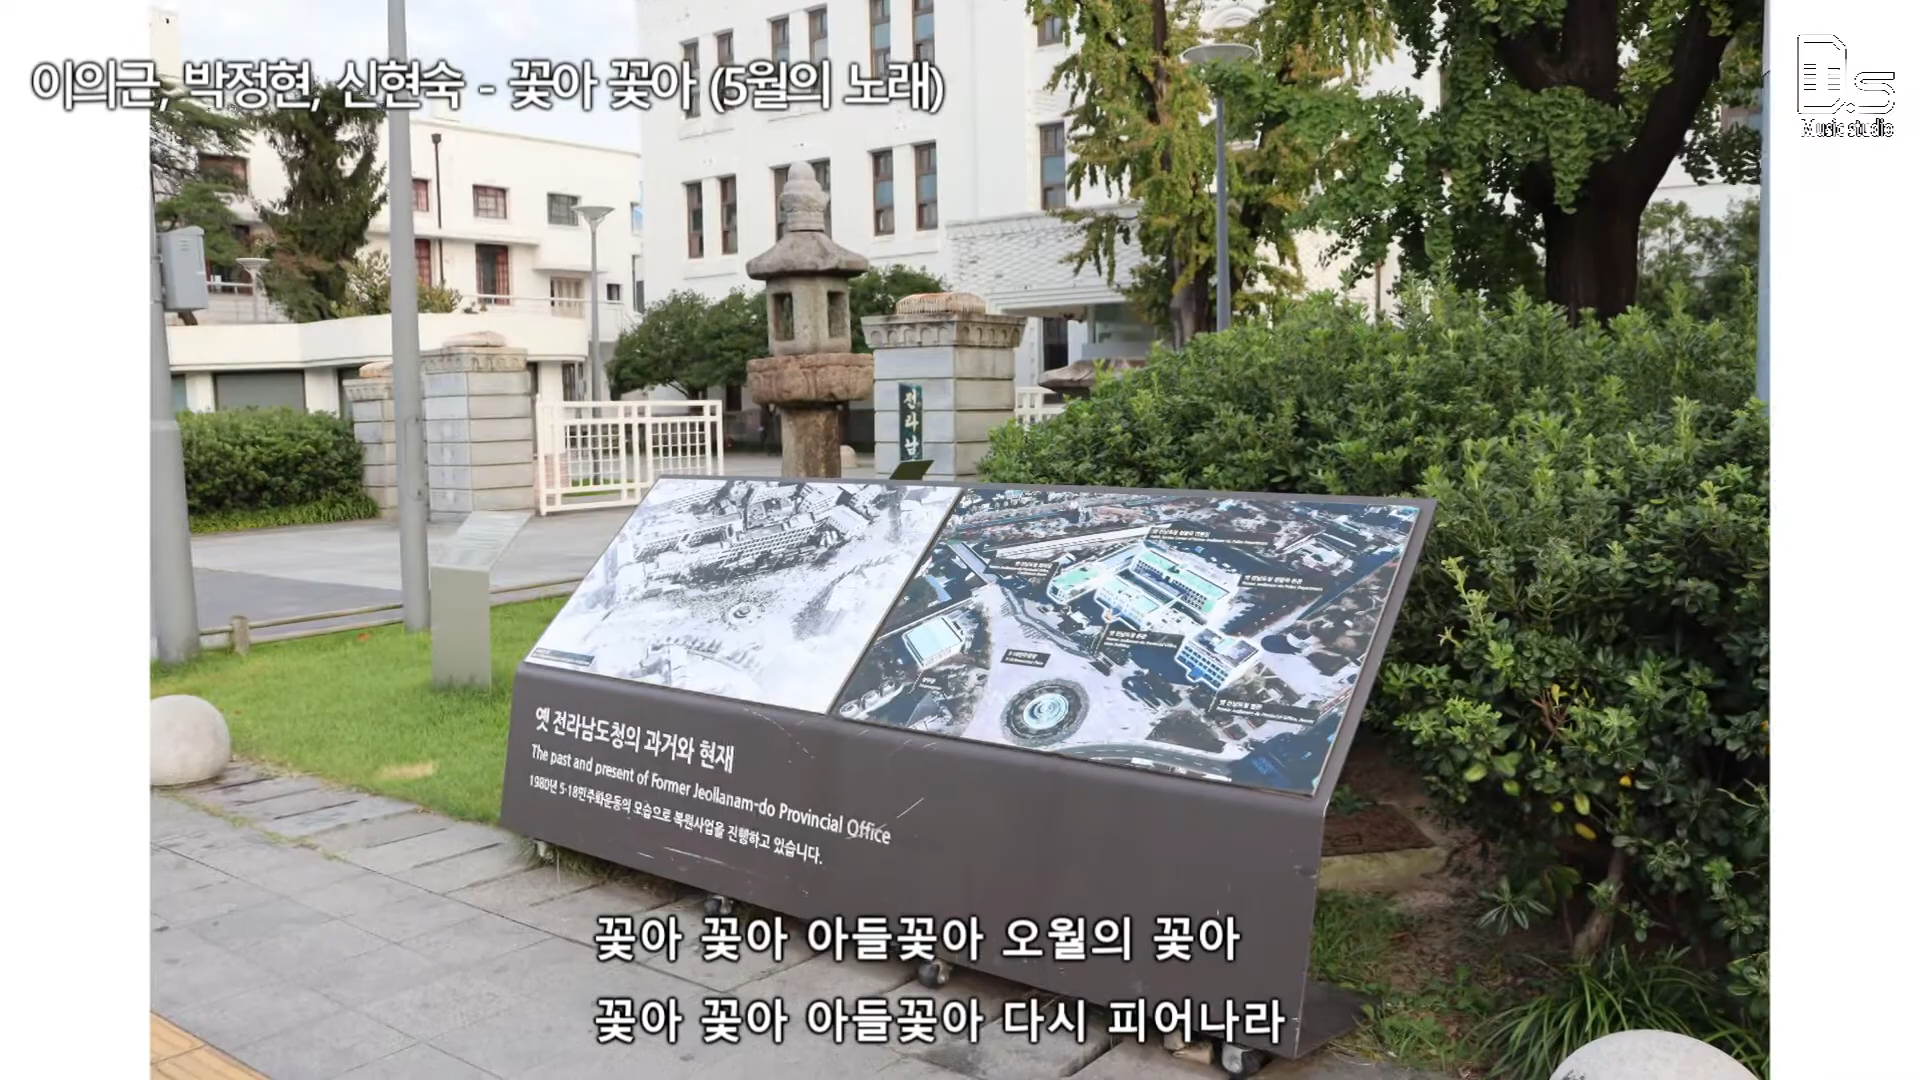 이의근, 박정현, 신현숙 - 꽃아 꽃아 (5월의 노래)
D.S
Music studio
전라남
옛 전라남도청의 과거와 현재
The past and present of Former Jeollanam-do Provincial Office
1980년 5·18민주화운동의 모습으로 복원사업을 진행하고 있습니다.
꽃아 꽃아 아들꽃아 오월의 꽃아
꽃아 꽃아 아들꽃아 다시 피어나라